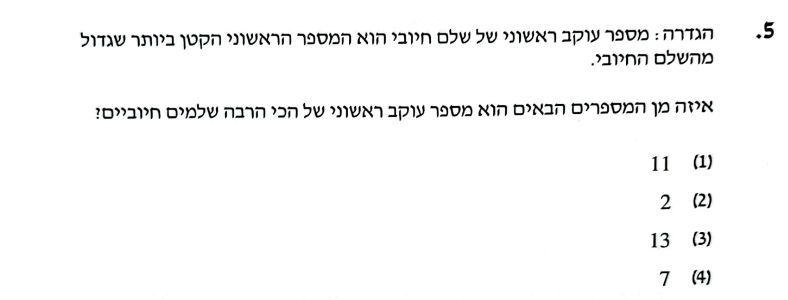 5. הגדרה: מספר עוקב ראשוני של שלם חיובי הוא המספר הראשוני הקטן ביותר שגדול
מהשלם החיובי.
איזה מן המספרים הבאים הוא מספר עוקב ראשוני של הכי הרבה שלמים חיוביים?
(1) 11
(2) 2
(3) 13
(4) 7